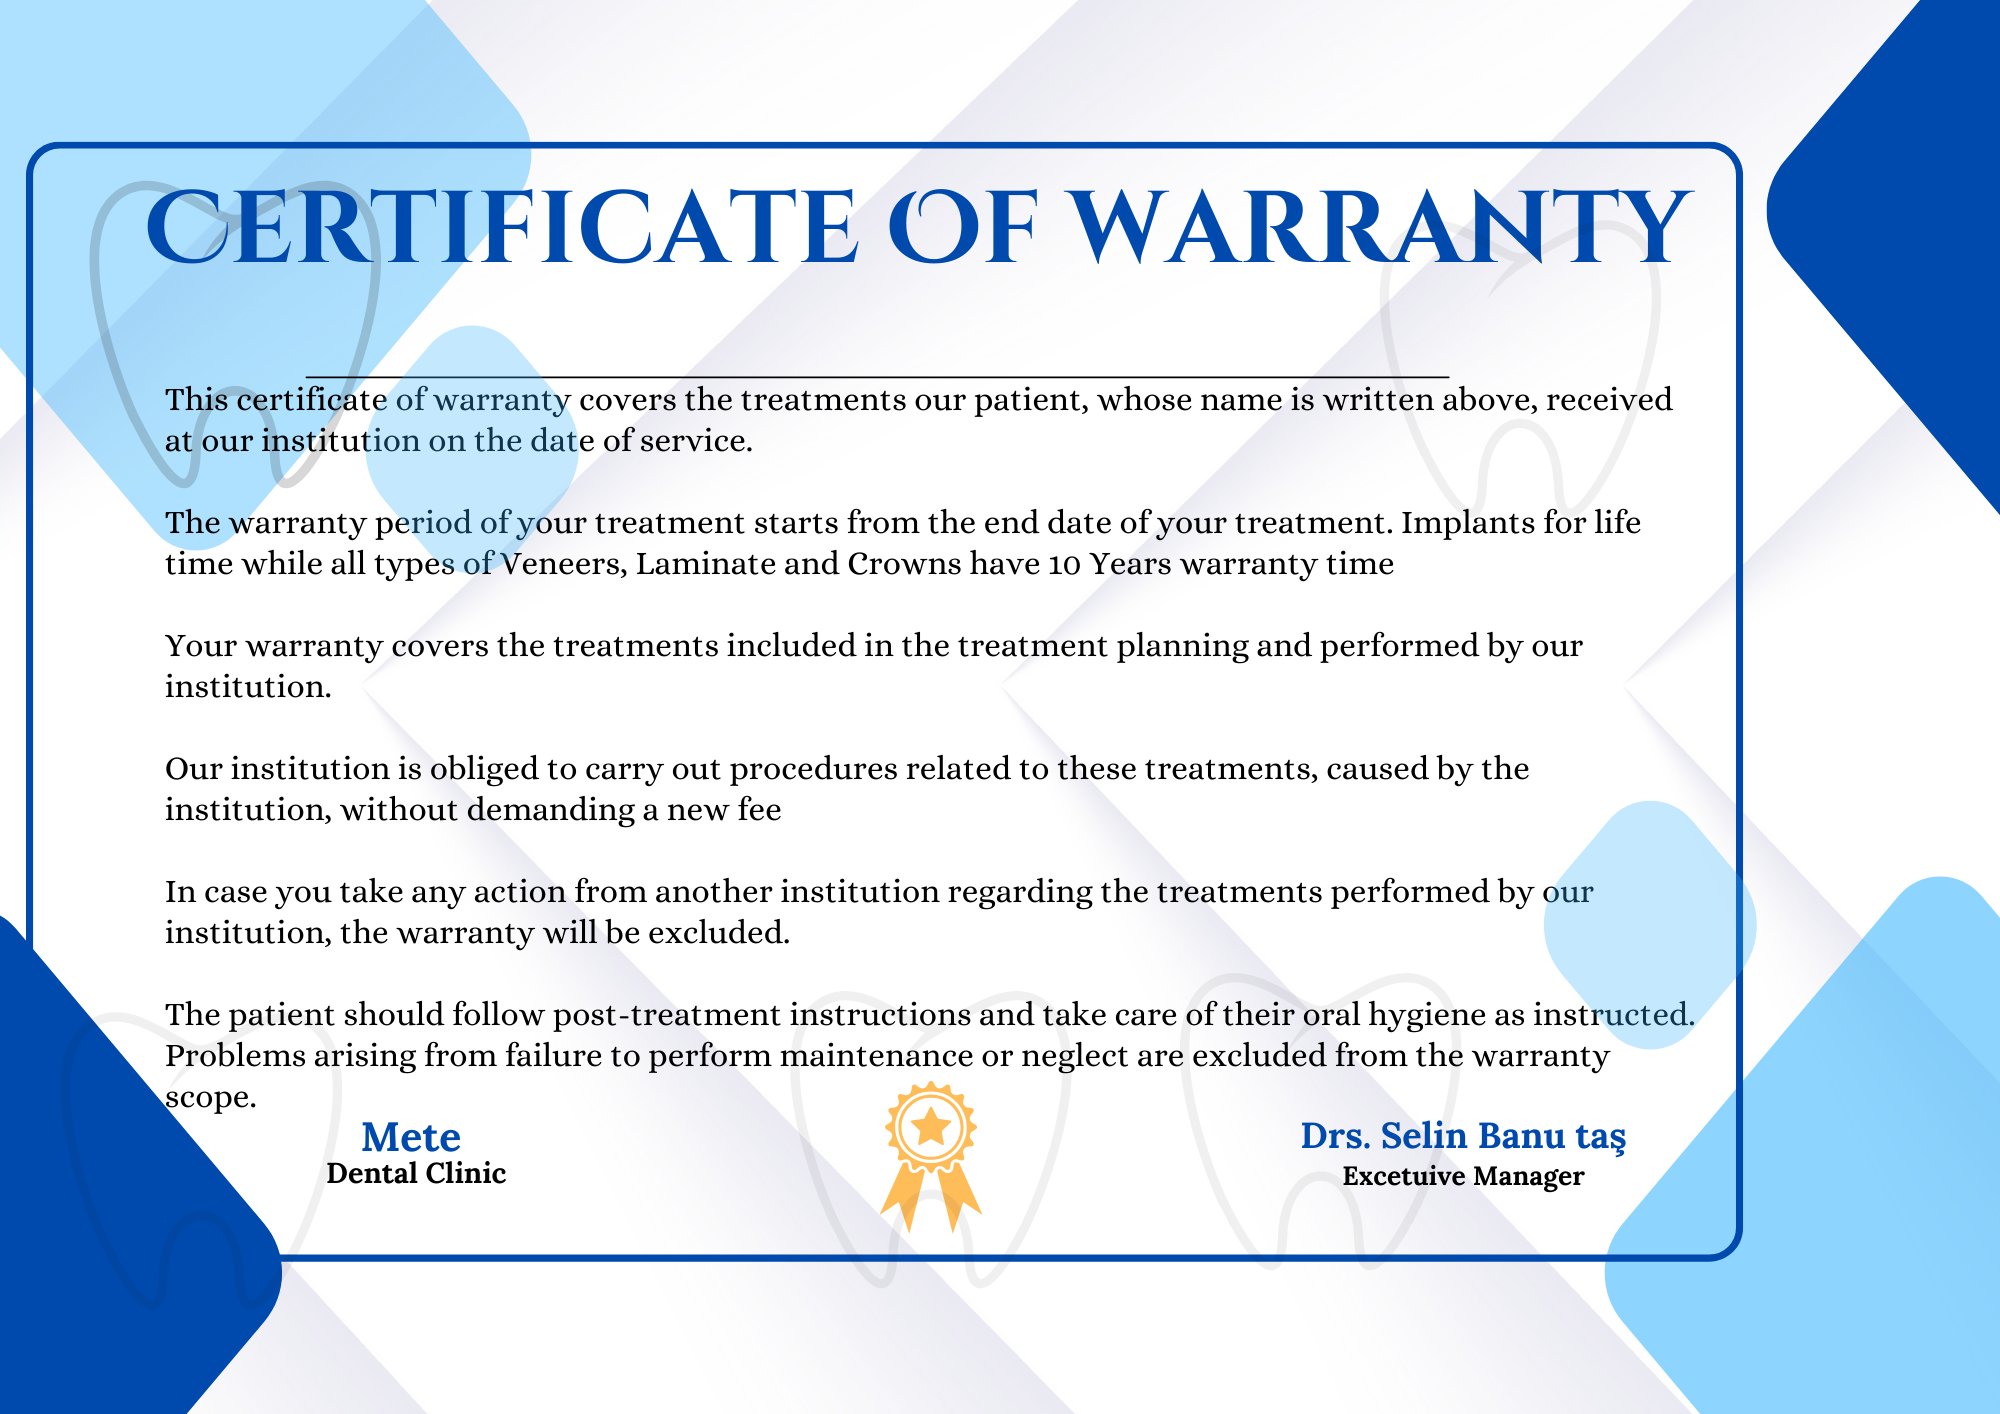 CERTIFICATE OF WARRANTY
This certificate of warranty covers the treatments our patient, whose name is written above, received
at our institution on the date of service.
The warranty period of your treatment starts from the end date of your treatment. Implants for life
time while all types of Veneers, Laminate and Crowns have 10 Years warranty time
Your warranty covers the treatments included in the treatment planning and performed by our
institution.
Our institution is obliged to carry out procedures related to these treatments, caused by the
institution, without demanding a new fee
In case you take any action from another institution regarding the treatments performed by our
institution, the warranty will be excluded.
The patient should follow post-treatment instructions and take care of their oral hygiene as instructed.
Problems arising from failure to perform maintenance or neglect are excluded from the warranty
scope.
Mete
Dental Clinic
Drs. Selin Banu taş
Excetuive Manager